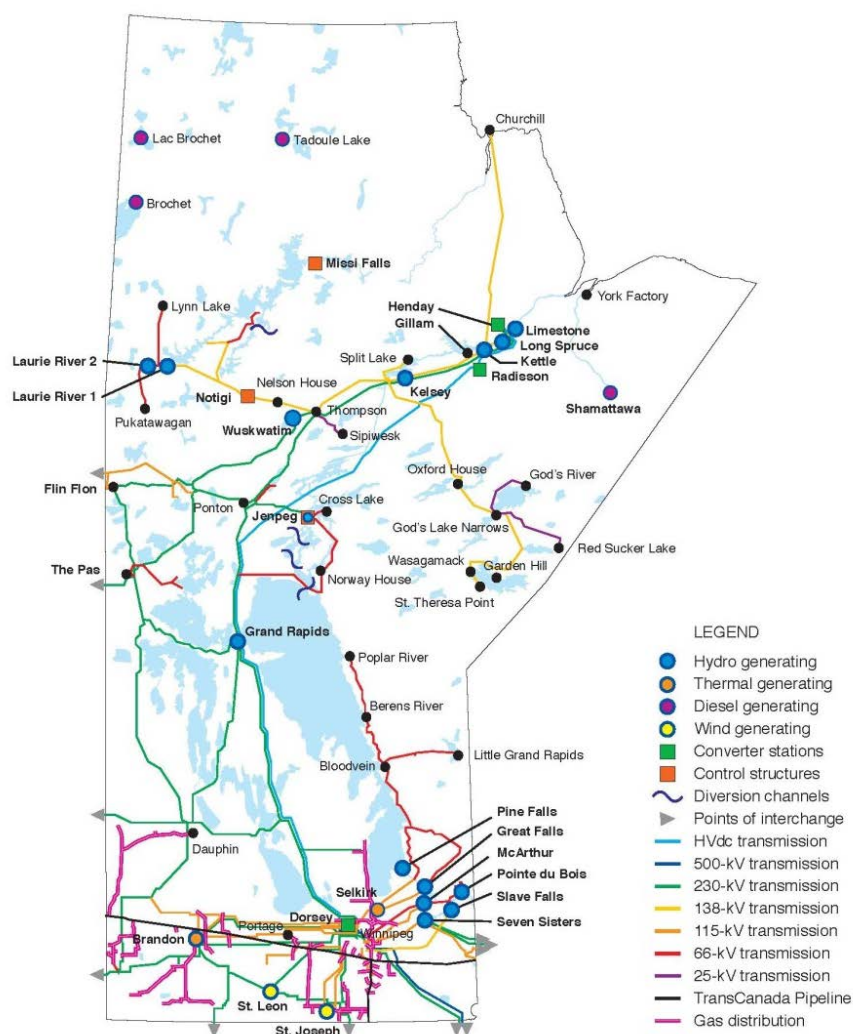 Churchill
Lac Brochet
Tadoule Lake
Brochet
Missi Falls
York Factory
Lynn Lake
Henday
Gillam
Limestone
Long Spruce
Kettle
Radisson
Split Lake
Laurie River 2
Laurie River 1
Nelson House
Notigi
Kelsey
Shamattawa
Pukatawagan
Thompson
Wuskwatim
Sipiwesk
Oxford House
God's River
Flin Flon
Ponton
Cross Lake
Jenpeg
God's Lake Narrows
Red Sucker Lake
Wasagamack
Garden Hill
The Pas
Norway House
St. Theresa Point
Grand Rapids
Poplar River
Berens River
Little Grand Rapids
Bloodvein
Dauphin
Pine Falls
Great Falls
McArthur
Pointe du Bois
Slave Falls
Seven Sisters
Selkirk
Dorsey
Portage
Winnipeg
Brandon
St. Leon
St. Joseph
LEGEND
Hydro generating
Thermal generating
Diesel generating
Wind generating
Converter stations
Control structures
Diversion channels
Points of interchange
HVdc transmission
500-kV transmission
230-kV transmission
138-kV transmission
115-kV transmission
66-kV transmission
25-kV transmission
TransCanada Pipeline
Gas distribution